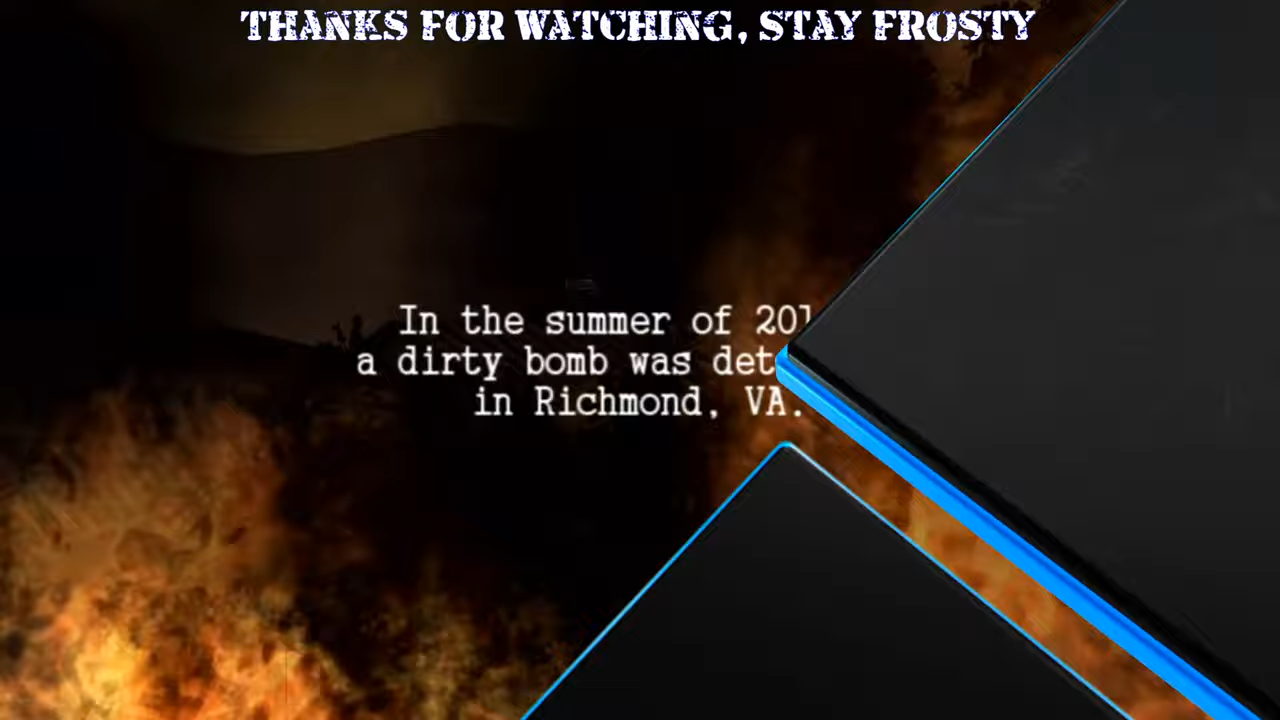 THANKS FOR WATCHING, STAY FROSTY
In the summer of
a dirty bomb was
in Richmond, VA.